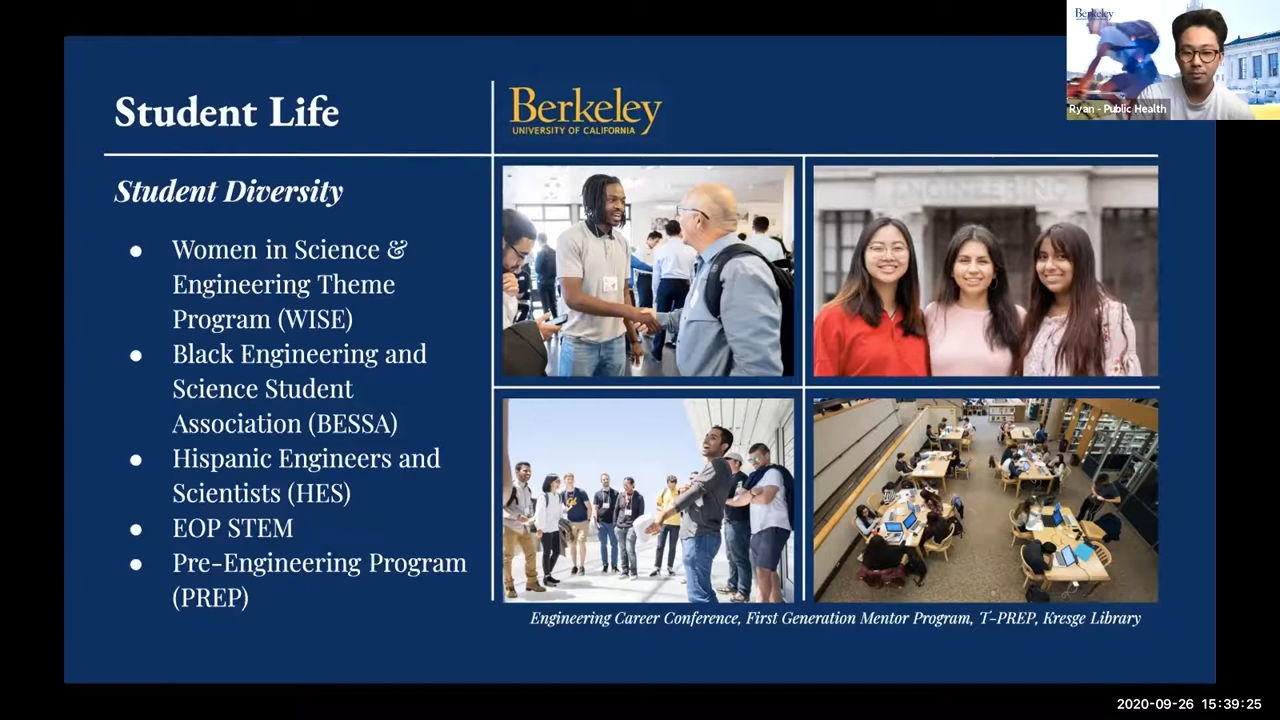 Berkeley
Ryan - Public Health
Student Life
Berkeley
UNIVERSITY OF CALIFORNIA
Student Diversity
● Women in Science &
Engineering Theme
Program (WISE)
● Black Engineering and
Science Student
Association (BESSA)
● Hispanic Engineers and
Scientists (HES)
● EOP STEM
● Pre-Engineering Program
(PREP)
ENGINEERING
Engineering Career Conference, First Generation Mentor Program, T-PREP, Kresge Library
2020-09-26 15:39:25